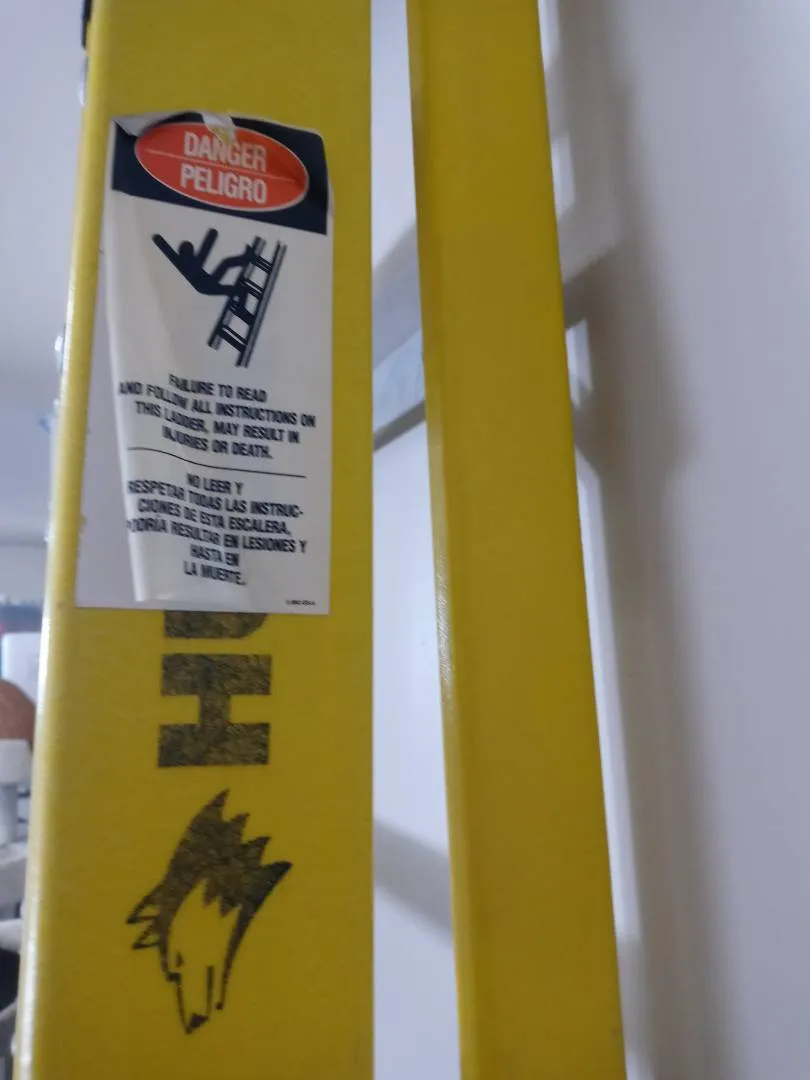 DANGER
PELIGRO
FAILURE TO READ
AND FOLLOW ALL INSTRUCTIONS ON
THIS LADDER, MAY RESULT IN
INJURIES OR DEATH.
NO LEER Y
RESPETAR TODAS LAS INSTRUC-
CIONES DE ESTA ESCALERA,
PODRÍA RESULTAR EN LESIONES Y
HASTA EN
LA MUERTE.
H